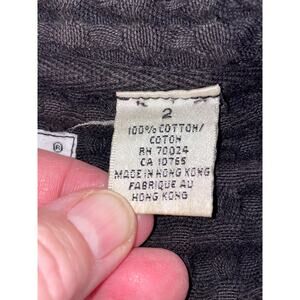 2
100% COTTON/
COTON
RN 70024
CA 10765
MADE IN HONG KONG
FABRIQUE AU
HONG KONG
®